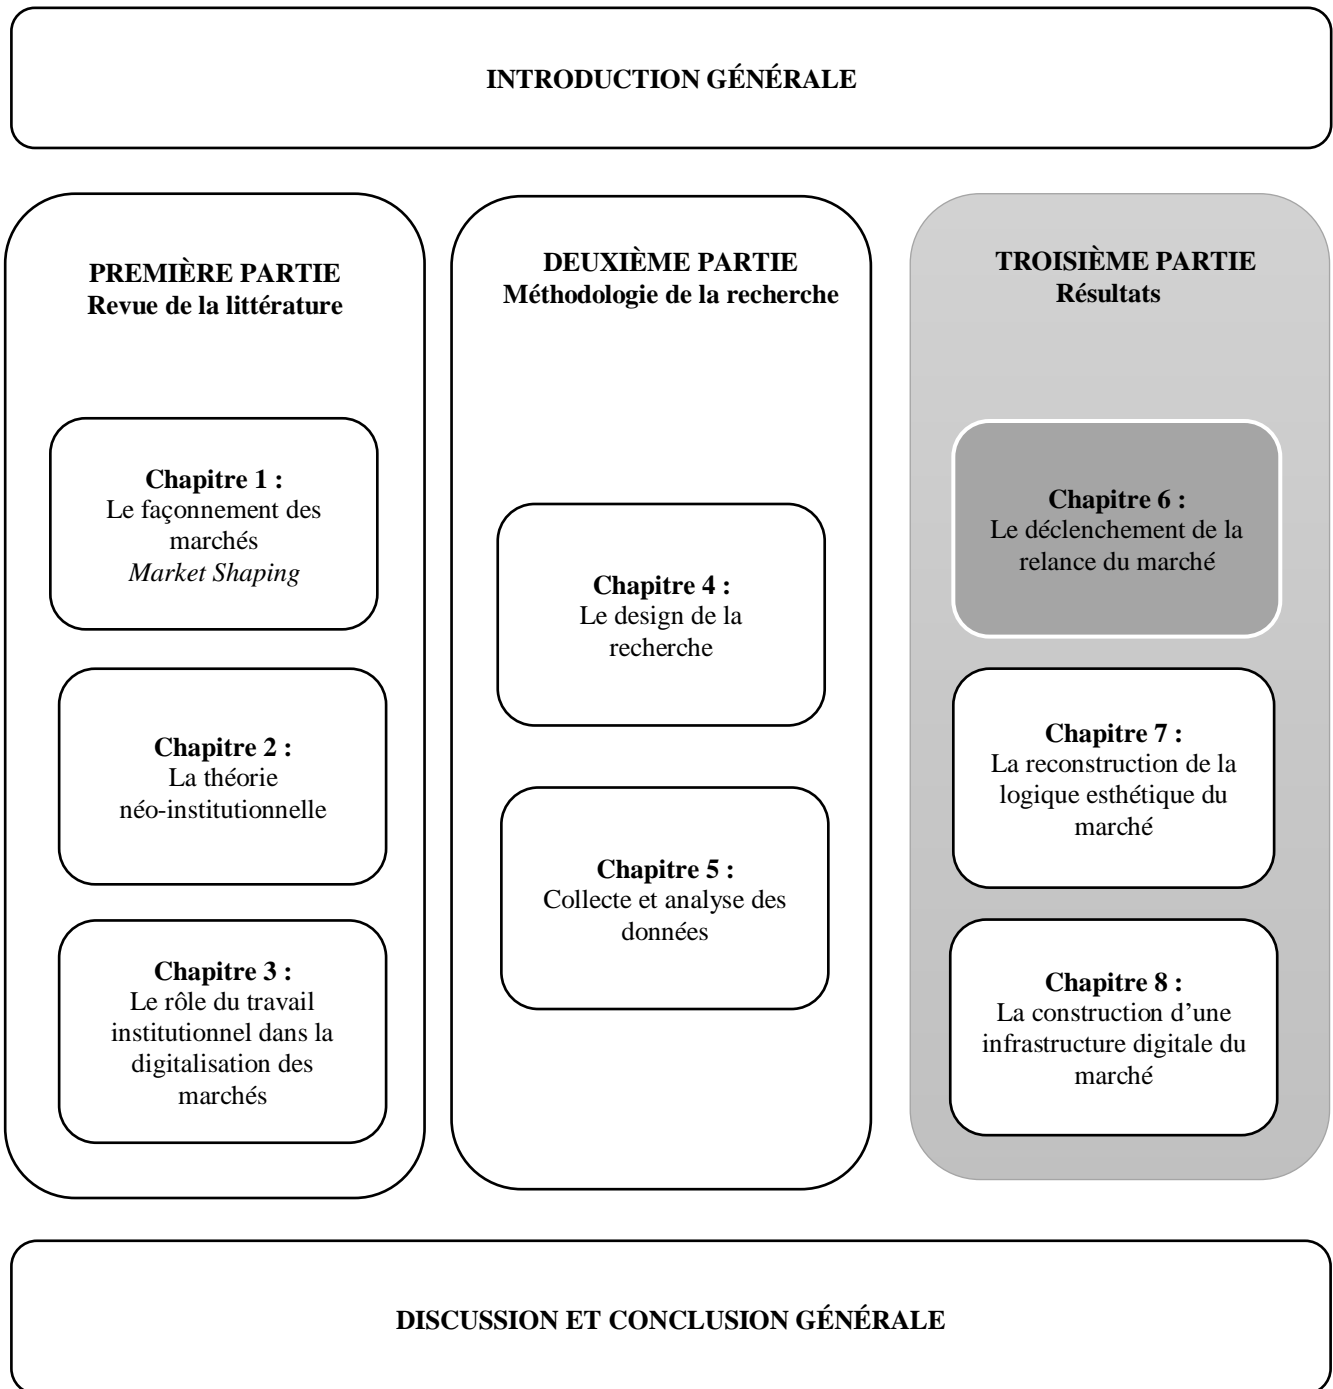 INTRODUCTION GÉNÉRALE
PREMIÈRE PARTIE
Revue de la littérature
Chapitre 1 :
Le façonnement des
marchés
Market Shaping
Chapitre 2 :
La théorie
néo-institutionnelle
Chapitre 3 :
Le rôle du travail
institutionnel dans la
digitalisation des
marchés
DEUXIÈME PARTIE
Méthodologie de la recherche
Chapitre 4 :
Le design de la
recherche
Chapitre 5 :
Collecte et analyse des
données
TROISIÈME PARTIE
Résultats
Chapitre 6 :
Le déclenchement de la
relance du marché
Chapitre 7 :
La reconstruction de la
logique esthétique du
marché
Chapitre 8 :
La construction d’une
infrastructure digitale du
marché
DISCUSSION ET CONCLUSION GÉNÉRALE